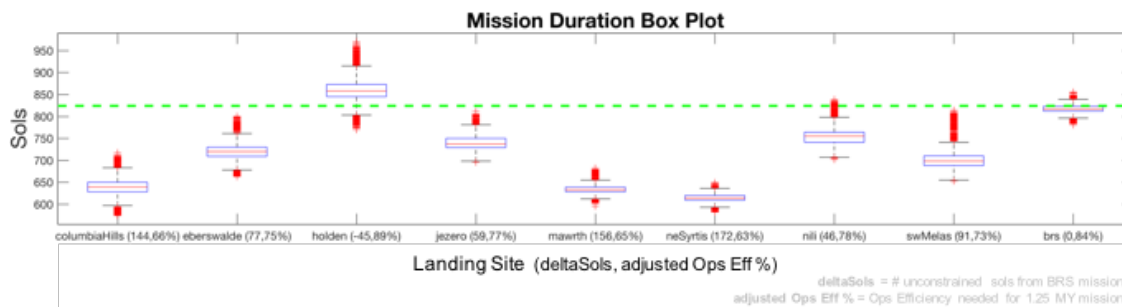 Mission Duration Box Plot
950
900
850
800
750
700
650
600
Sols
columbiaHills (144,66%) eberswalde (77,75%) holden (-45,89%) jezero (59,77%) mawrth (156,65%) neSyrtis (172,63%) nili (46,78%) swMelas (91,73%) brs (0,84%)
Landing Site (deltaSols, adjusted Ops Eff %)
deltaSols = # unconstrained sols from BRS mission
adjusted Ops Eff % = Ops Efficiency needed for 1.25 MY mission